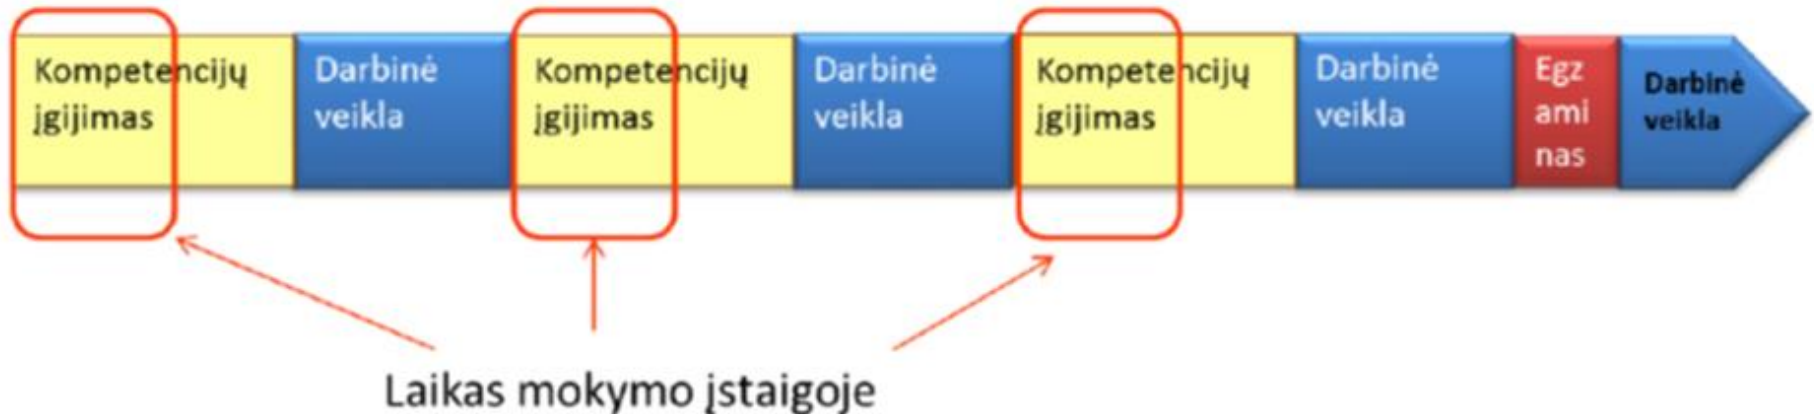 Kompetencijų
įgijimas
Darbinė
veikla
Kompetencijų
įgijimas
Darbinė
veikla
Kompetencijų
įgijimas
Darbinė
veikla
Egz
ami
nas
Darbinė
veikla
Laikas mokymo įstaigoje